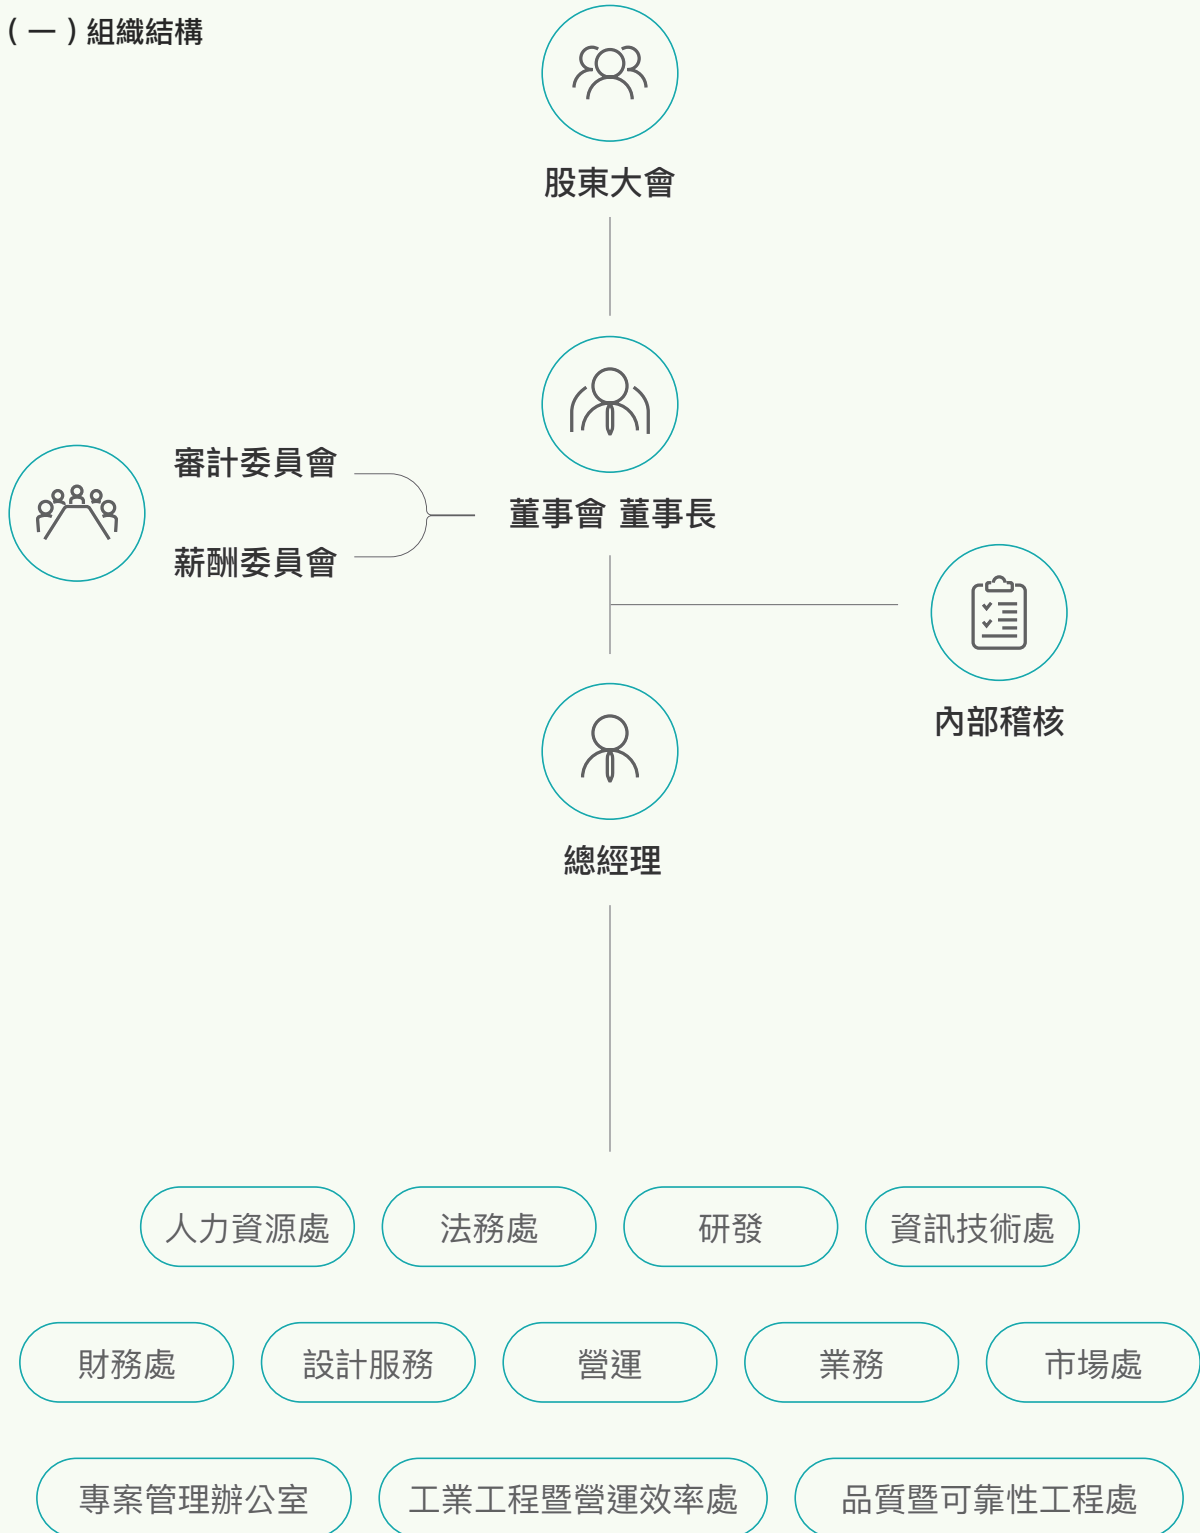 (一)組織結構
股東大會
審計委員會
薪酬委員會
董事會 董事長
內部稽核
總經理
人力資源處
法務處
研發
資訊技術處
財務處
設計服務
營運
業務
市場處
專案管理辦公室
工業工程暨營運效率處
品質暨可靠性工程處